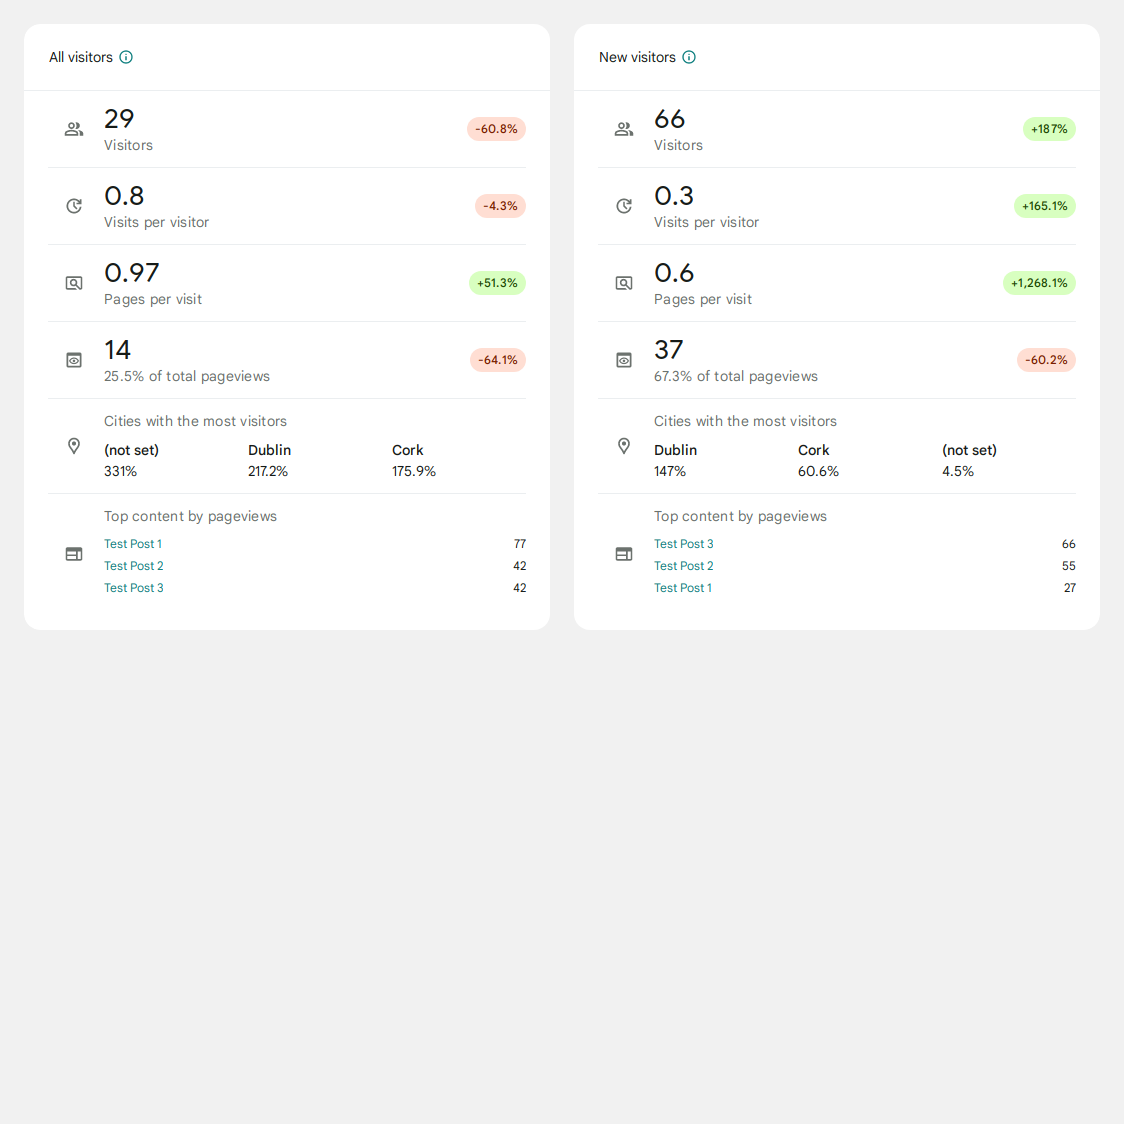 All visitors
29
Visitors
-60.8%
0.8
Visits per visitor
-4.3%
0.97
Pages per visit
+51.3%
14
25.5% of total pageviews
-64.1%
Cities with the most visitors
(not set) Dublin Cork
331% 217.2% 175.9%
Top content by pageviews
Test Post 1 77
Test Post 2 42
Test Post 3 42
New visitors
66
Visitors
+187%
0.3
Visits per visitor
+165.1%
0.6
Pages per visit
+1,268.1%
37
67.3% of total pageviews
-60.2%
Cities with the most visitors
Dublin Cork (not set)
147% 60.6% 4.5%
Top content by pageviews
Test Post 3 66
Test Post 2 55
Test Post 1 27